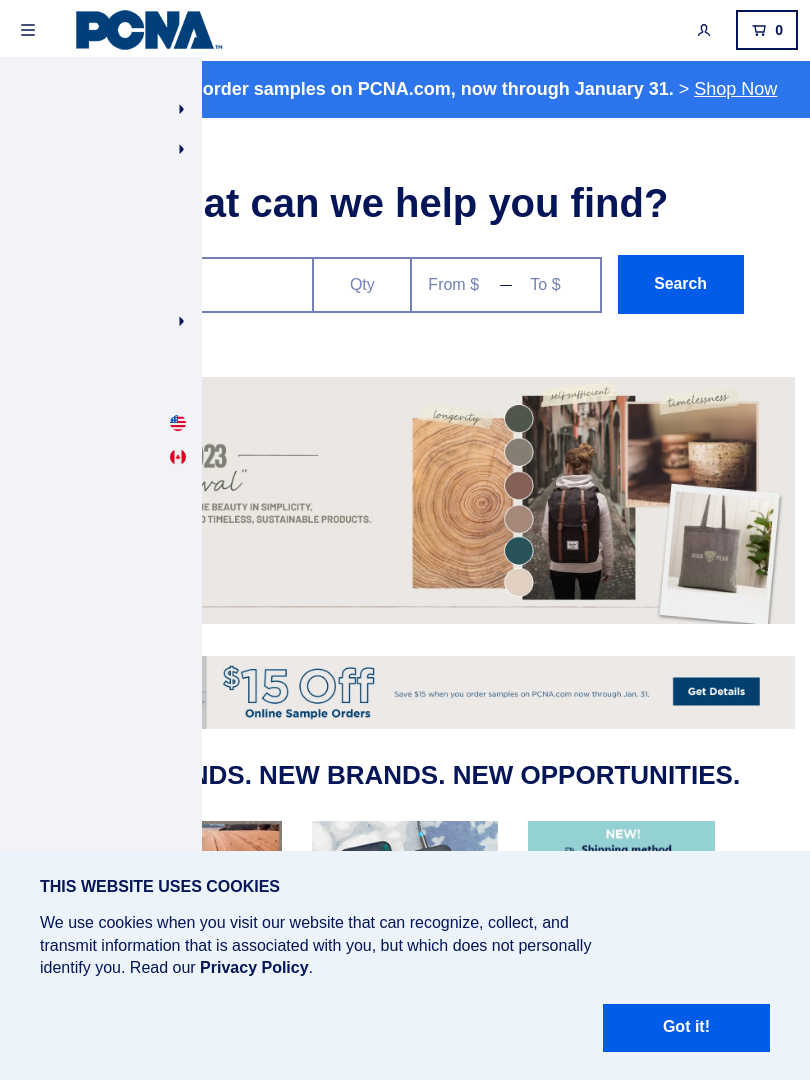 PCNA™
0
order samples on PCNA.com, now through January 31. > Shop Now
at can we help you find?
Qty
From $ — To $
Search
longevity
self-sufficient
timelessness
23
val"
THE BEAUTY IN SIMPLICITY,
TIMELESS, SUSTAINABLE PRODUCTS.
$15 Off
Online Sample Orders
Save $15 when you order samples on PCNA.com now through Jan. 31.
Get Details
NDS. NEW BRANDS. NEW OPPORTUNITIES.
NEW!
Shipping method
THIS WEBSITE USES COOKIES
We use cookies when you visit our website that can recognize, collect, and
transmit information that is associated with you, but which does not personally
identify you. Read our Privacy Policy.
Got it!